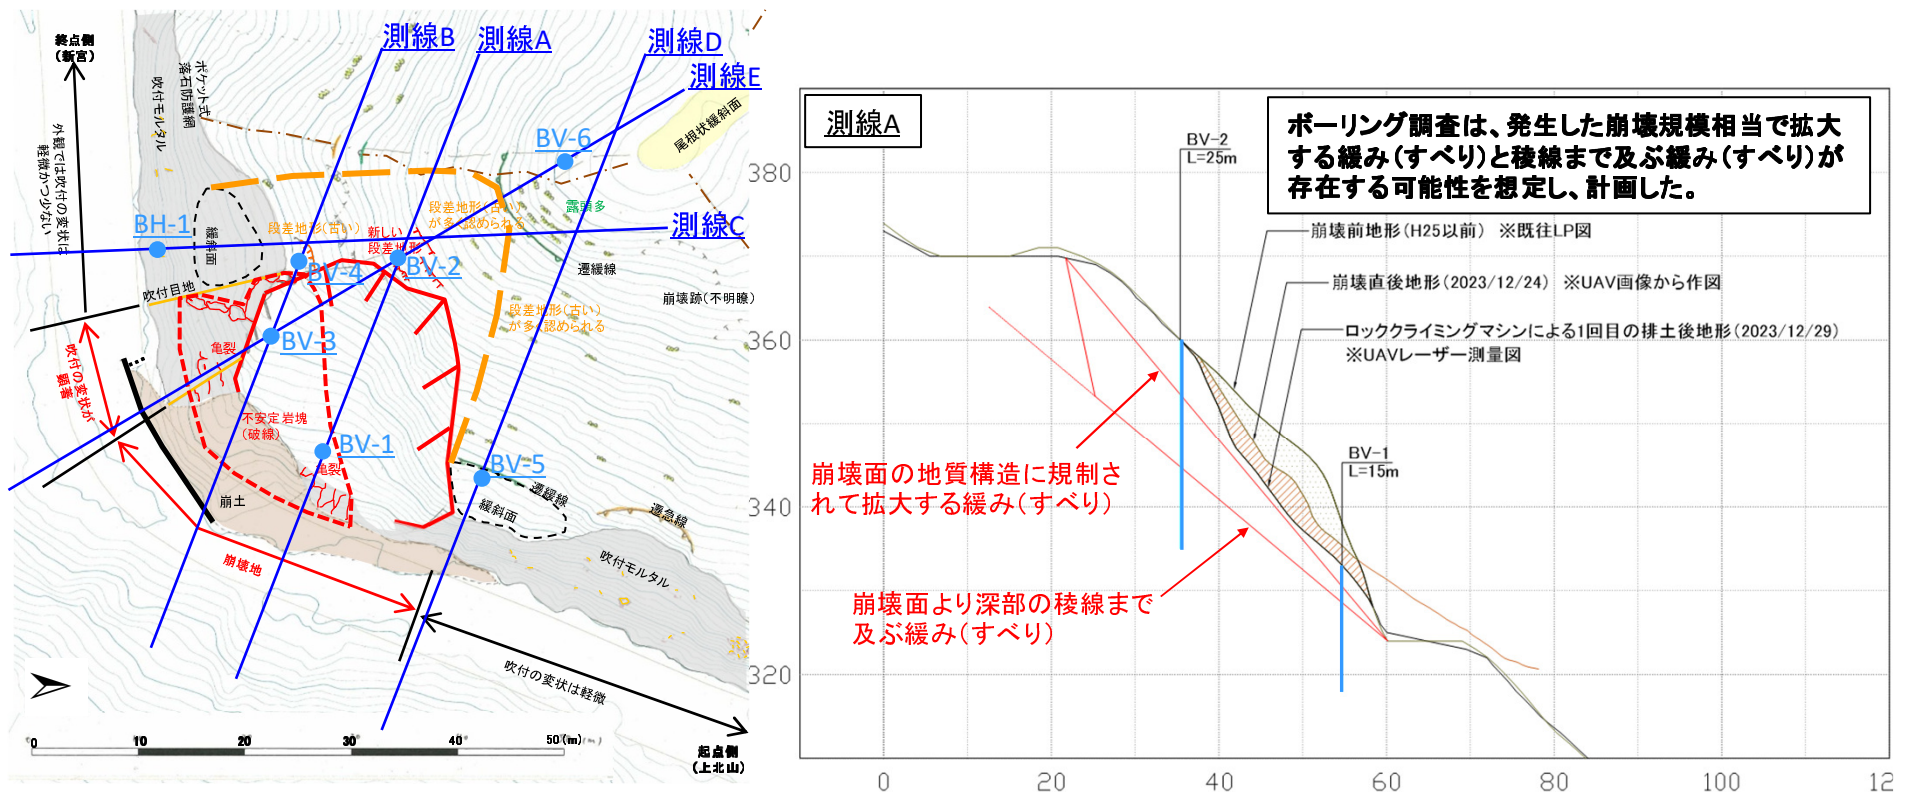 終点側
(新宮)
測線B
測線A
測線D
測線E
ポケット式
落石防護網
吹付モルタル
外観では吹付の変状は
軽微かつ少ない
BV-6
尾根状緩斜面
露頭多
測線C
BH-1
緩斜面
段差地形(古い)
段差地形(古い)
が多く認められる
新しい
段差地形
BV-4
BV-2
遷緩線
崩壊跡(不明瞭)
吹付目地
段差地形(古い)
が多く認められる
BV-3
亀裂
吹付の変状が
顕著
不安定岩塊
(破線)
BV-1
亀裂
BV-5
崩土
緩斜面
遷緩線
遷急線
崩壊地
吹付モルタル
吹付の変状は軽微
起点側
(上北山)
0
10
20
30
40
50(m)
測線A
ボーリング調査は、発生した崩壊規模相当で拡大
する緩み(すべり)と稜線まで及ぶ緩み(すべり)が
存在する可能性を想定し、計画した。
BV-2
L=25m
崩壊前地形(H25以前) ※既往LP図
崩壊直後地形(2023/12/24) ※UAV画像から作図
ロッククライミングマシンによる1回目の排土後地形(2023/12/29)
※UAVレーザー測量図
BV-1
L=15m
崩壊面の地質構造に規制さ
れて拡大する緩み(すべり)
崩壊面より深部の稜線まで
及ぶ緩み(すべり)
380
360
340
320
0
20
40
60
80
100
12